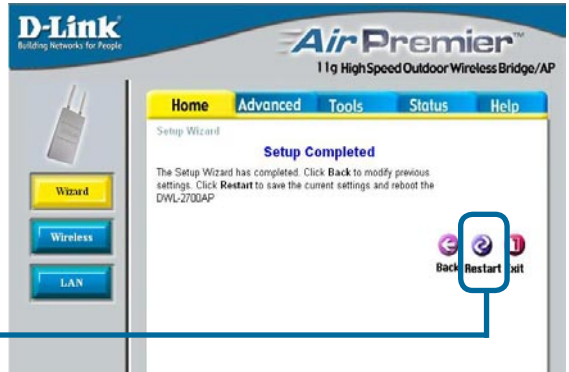 D-Link
Building Networks for People
Air Premier™
11g High Speed Outdoor Wireless Bridge/AP
Home Advanced Tools Status Help
Setup Wizard
Setup Completed
The Setup Wizard has completed. Click Back to modify previous
settings. Click Restart to save the current settings and reboot the
DWL-2700AP
Wizard
Wireless
LAN
Back Restart Exit